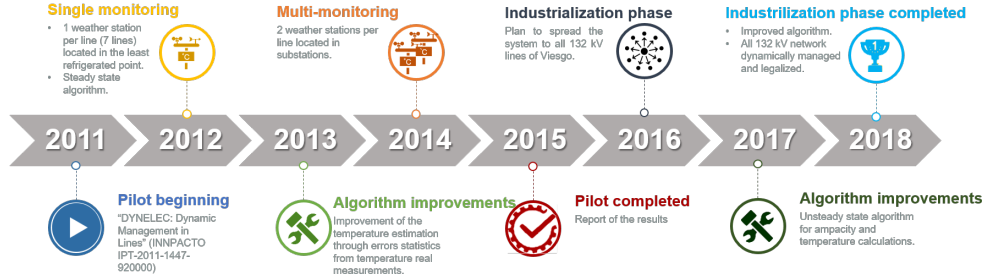 Single monitoring
• 1 weather station
per line (7 lines)
located in the least
refrigerated point.
• Steady state
algorithm.
°C
Multi-monitoring
2 weather stations per
line located in
substations.
°C
°C
Industrialization phase
Plan to spread the
system to all 132 kV
lines of Viesgo.
Industrilization phase completed
• Improved algorithm.
• All 132 kV network
dynamically managed
and legalized.
1
2011
2012
2013
2014
2015
2016
2017
2018
Pilot beginning
“DYNELEC: Dynamic
Management in
Lines” (INNPACTO
IPT-2011-1447-
920000)
Algorithm improvements
Improvement of the
temperature estimation
through errors statistics
from temperature real
measurements.
Pilot completed
Report of the results
Algorithm improvements
Unsteady state algorithm
for ampacity and
temperature calculations.